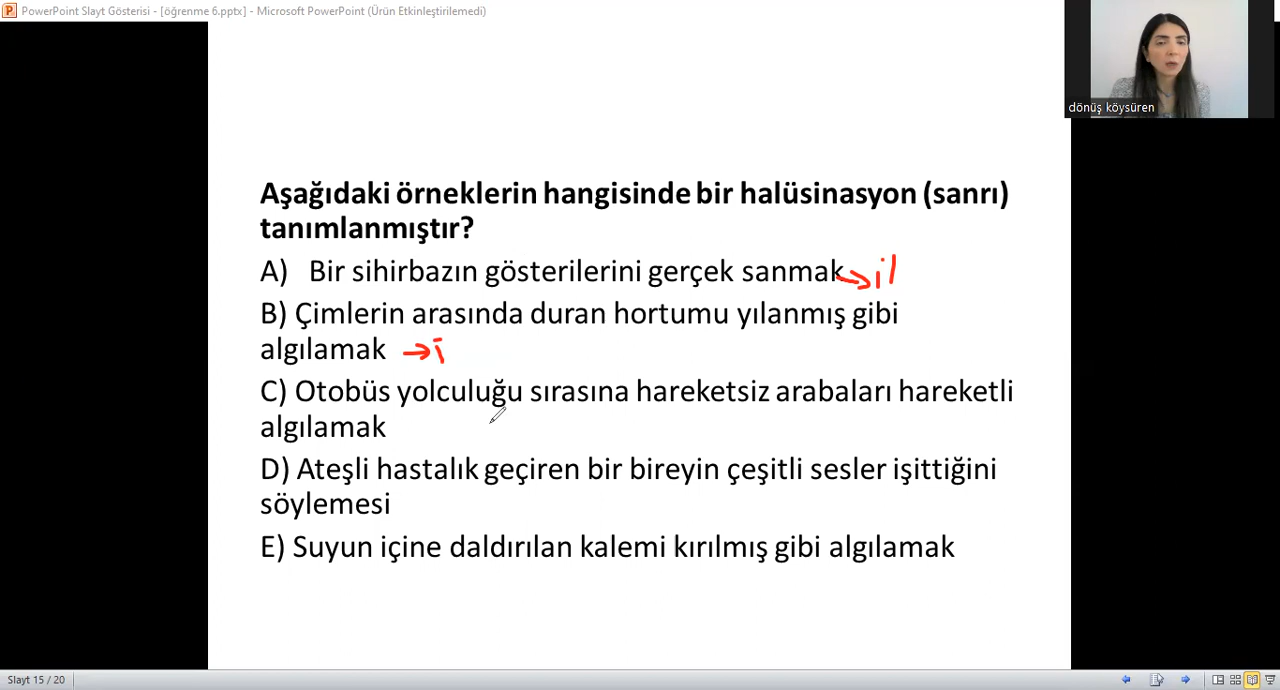 PowerPoint Slayt Gösterisi - [öğrenme 6.pptx] - Microsoft PowerPoint (Ürün Etkinleştirilemedi)
dönüş köysüren
Aşağıdaki örneklerin hangisinde bir halüsinasyon (sanrı)
tanımlanmıştır?
A) Bir sihirbazın gösterilerini gerçek sanmak → il
B) Çimlerin arasında duran hortumu yılanmış gibi
algılamak → i
C) Otobüs yolculuğu sırasına hareketsiz arabaları hareketli
algılamak
D) Ateşli hastalık geçiren bir bireyin çeşitli sesler işittiğini
söylemesi
E) Suyun içine daldırılan kalemi kırılmış gibi algılamak
Slayt 15 / 20